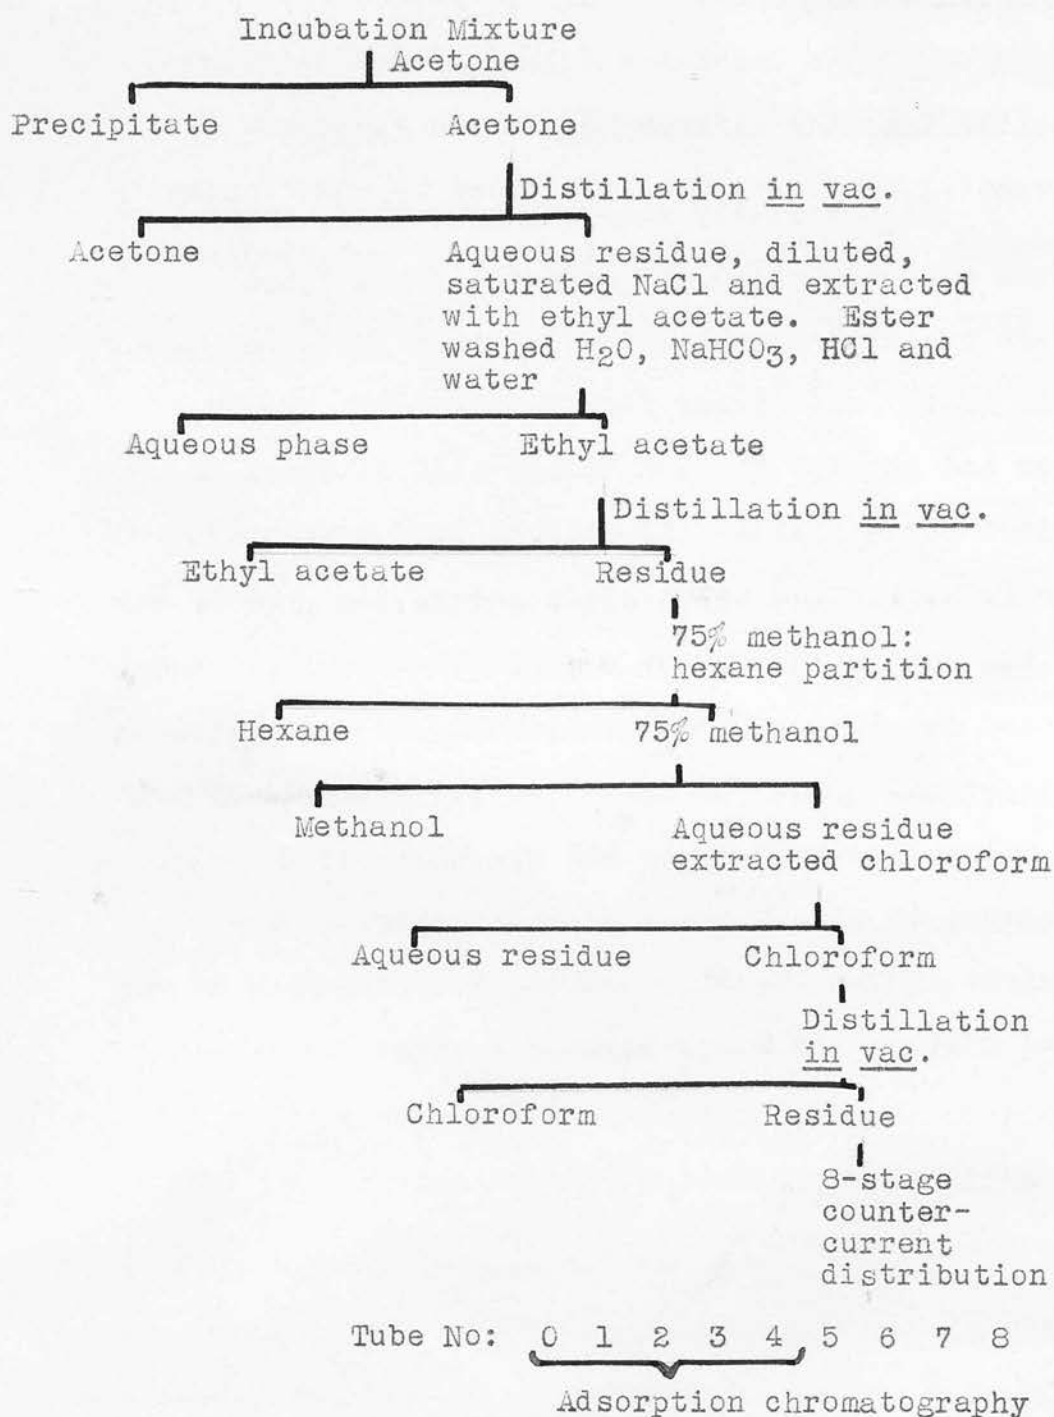 Incubation Mixture
Acetone
Precipitate Acetone
Distillation in vac.
Acetone
Aqueous residue, diluted,
saturated NaCl and extracted
with ethyl acetate. Ester
washed H₂O, NaHCO₃, HCl and
water
Aqueous phase Ethyl acetate
Distillation in vac.
Ethyl acetate Residue
75% methanol:
hexane partition
Hexane 75% methanol
Methanol
Aqueous residue
extracted chloroform
Aqueous residue Chloroform
Distillation
in vac.
Chloroform Residue
8-stage
counter-
current
distribution
Tube No: 0 1 2 3 4 5 6 7 8
Adsorption chromatography